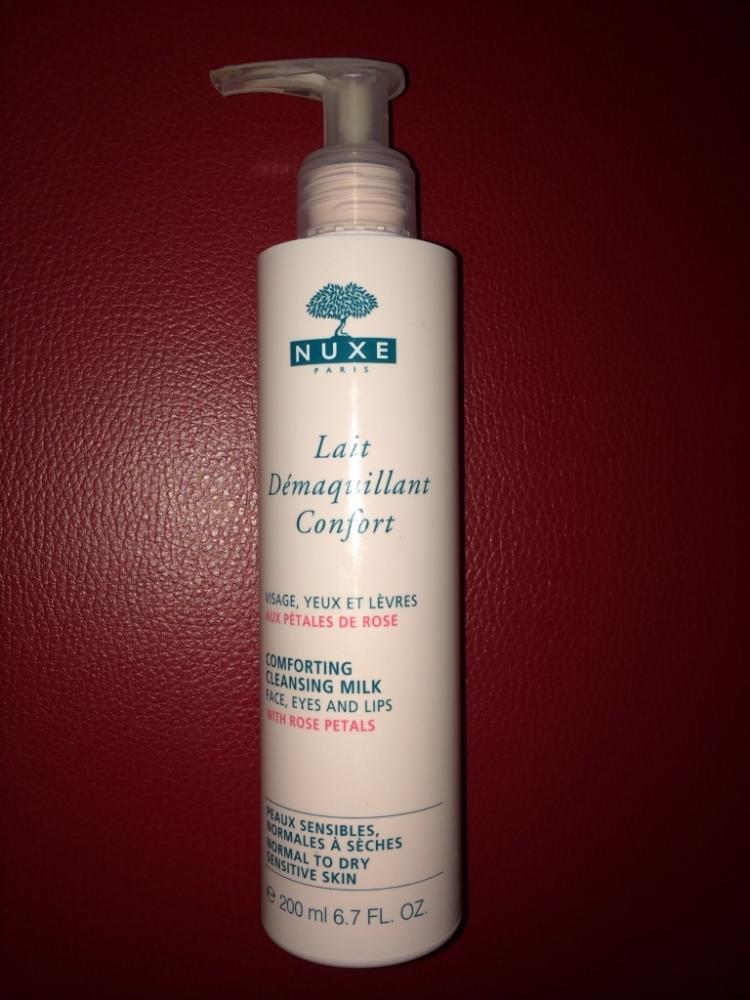 NUXE
PARIS
Lait
Démaquillant
Confort
VISAGE, YEUX ET LÈVRES
AUX PÉTALES DE ROSE
COMFORTING
CLEANSING MILK
FACE, EYES AND LIPS
WITH ROSE PETALS
PEAUX SENSIBLES,
NORMALES À SÈCHES
NORMAL TO DRY
SENSITIVE SKIN
℮ 200 ml 6.7 FL. OZ.